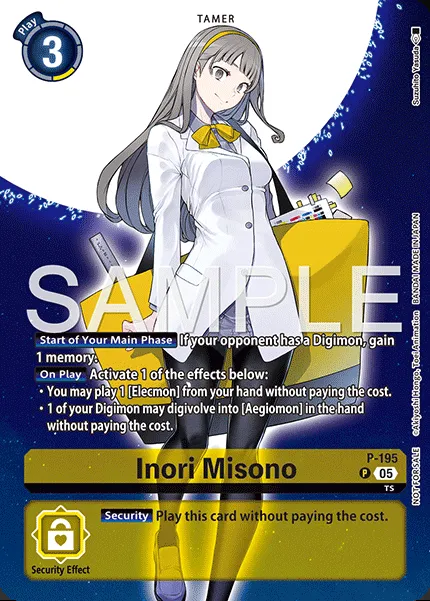 TAMER
Play
3
SAMPLE
Start of Your Main Phase If your opponent has a Digimon, gain
1 memory.
On Play Activate 1 of the effects below:
・You may play 1 [Elecmon] from your hand without paying the cost.
・1 of your Digimon may digivolve into [Aegiomon] in the hand
without paying the cost.
Inori Misono
P-195
P 05
TS
Security Play this card without paying the cost.
Security Effect
Suzuhito Yasuda
NOT FOR SALE ©Akiyoshi Hongo, Toei Animation BANDAI MADE IN JAPAN